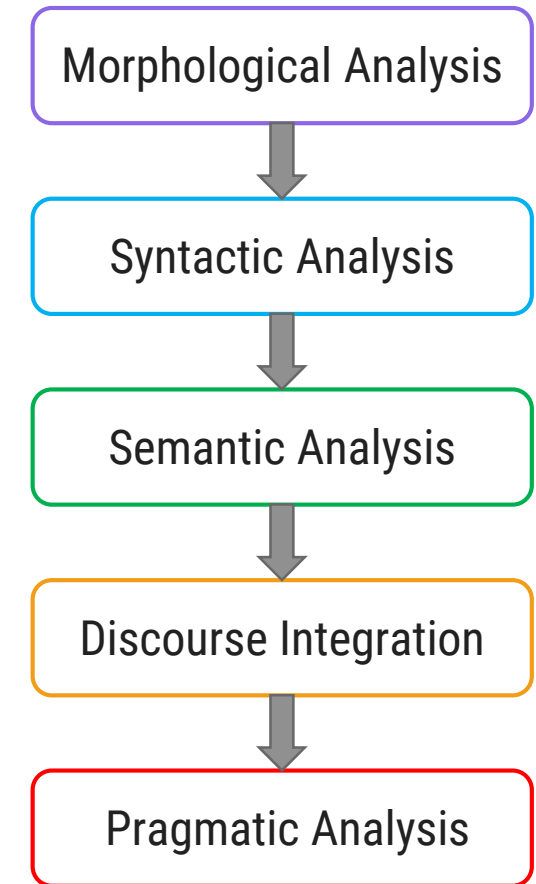 Morphological Analysis
Syntactic Analysis
Semantic Analysis
Discourse Integration
Pragmatic Analysis